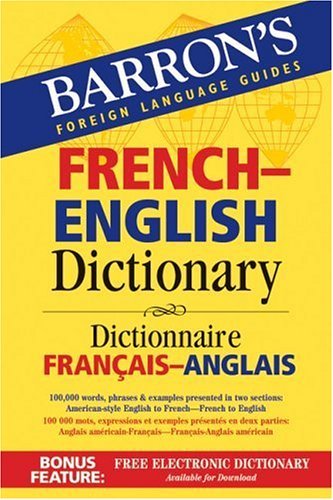 BARRON'S
FOREIGN LANGUAGE GUIDES
FRENCH–
ENGLISH
Dictionary
Dictionnaire
FRANÇAIS–ANGLAIS
100,000 words, phrases & examples presented in two sections:
American-style English to French—French to English
100 000 mots, expressions et exemples présentés en deux parties:
Anglais américain-Français—Français-Anglais américain
BONUS
FEATURE:
FREE ELECTRONIC DICTIONARY
Available for Download